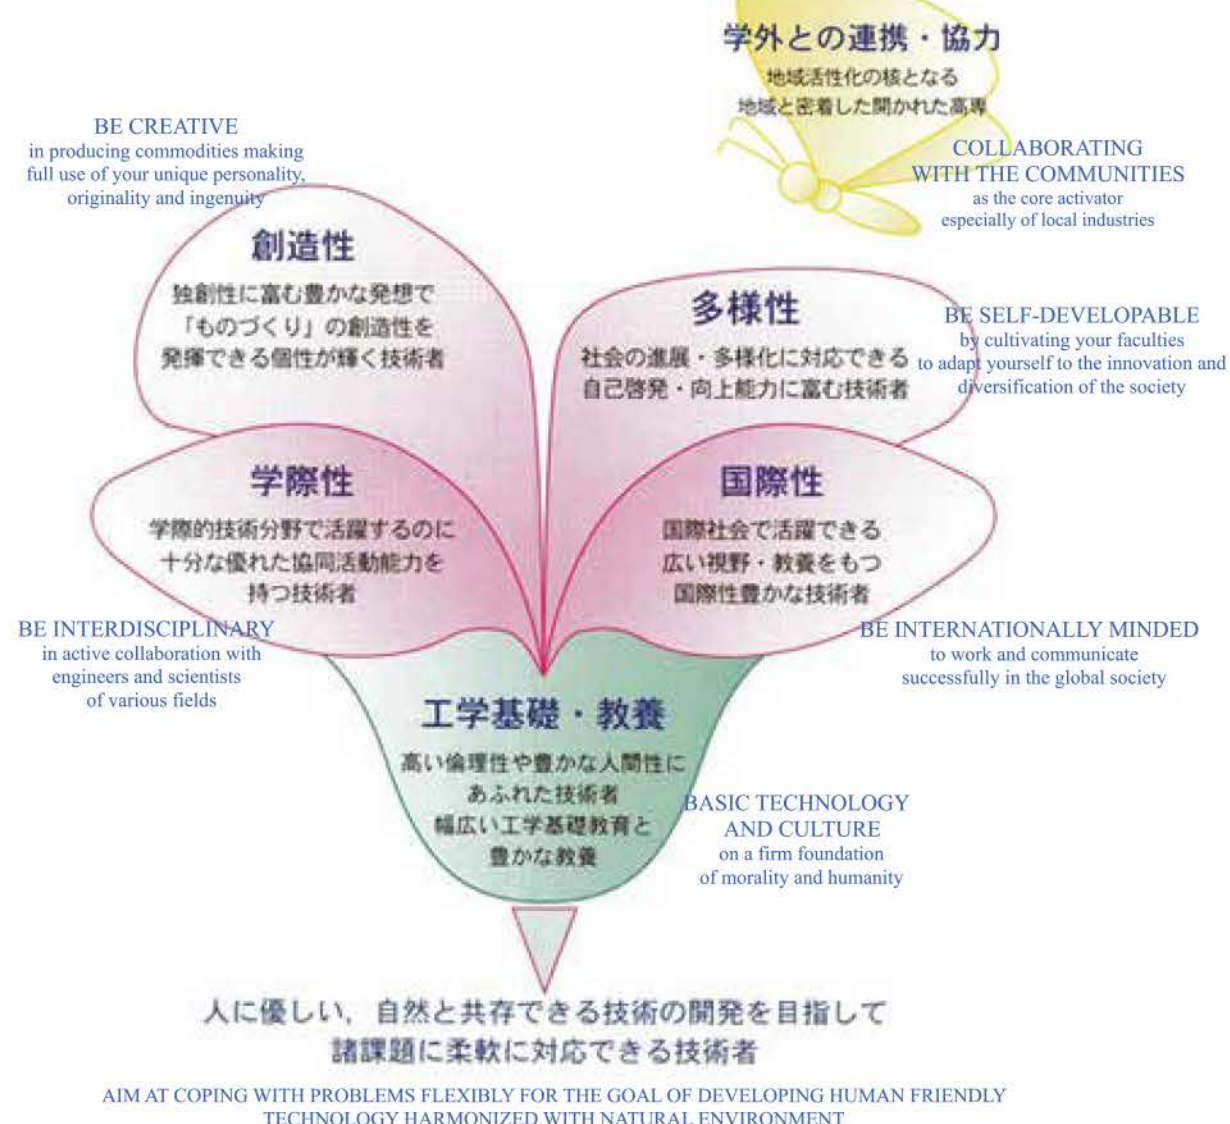 学外との連携・協力
地域活性化の核となる
地域と密着した開かれた高専
COLLABORATING
WITH THE COMMUNITIES
as the core activator
especially of local industries
BE CREATIVE
in producing commodities making
full use of your unique personality,
originality and ingenuity
創造性
独創性に富む豊かな発想で
「ものづくり」の創造性を
発揮できる個性が輝く技術者
多様性
社会の進展・多様化に対応できる
自己啓発・向上能力に富む技術者
BE SELF-DEVELOPABLE
by cultivating your faculties
to adapt yourself to the innovation and
diversification of the society
学際性
学際的技術分野で活躍するのに
十分な優れた協同活動能力を
持つ技術者
BE INTERDISCIPLINARY
in active collaboration with
engineers and scientists
of various fields
国際性
国際社会で活躍できる
広い視野・教養をもつ
国際性豊かな技術者
BE INTERNATIONALLY MINDED
to work and communicate
successfully in the global society
工学基礎・教養
高い倫理性や豊かな人間性に
あふれた技術者
幅広い工学基礎教育と
豊かな教養
BASIC TECHNOLOGY
AND CULTURE
on a firm foundation
of morality and humanity
人に優しい，自然と共存できる技術の開発を目指して
諸課題に柔軟に対応できる技術者
AIM AT COPING WITH PROBLEMS FLEXIBLY FOR THE GOAL OF DEVELOPING HUMAN FRIENDLY
TECHNOLOGY HARMONIZED WITH NATURAL ENVIRONMENT